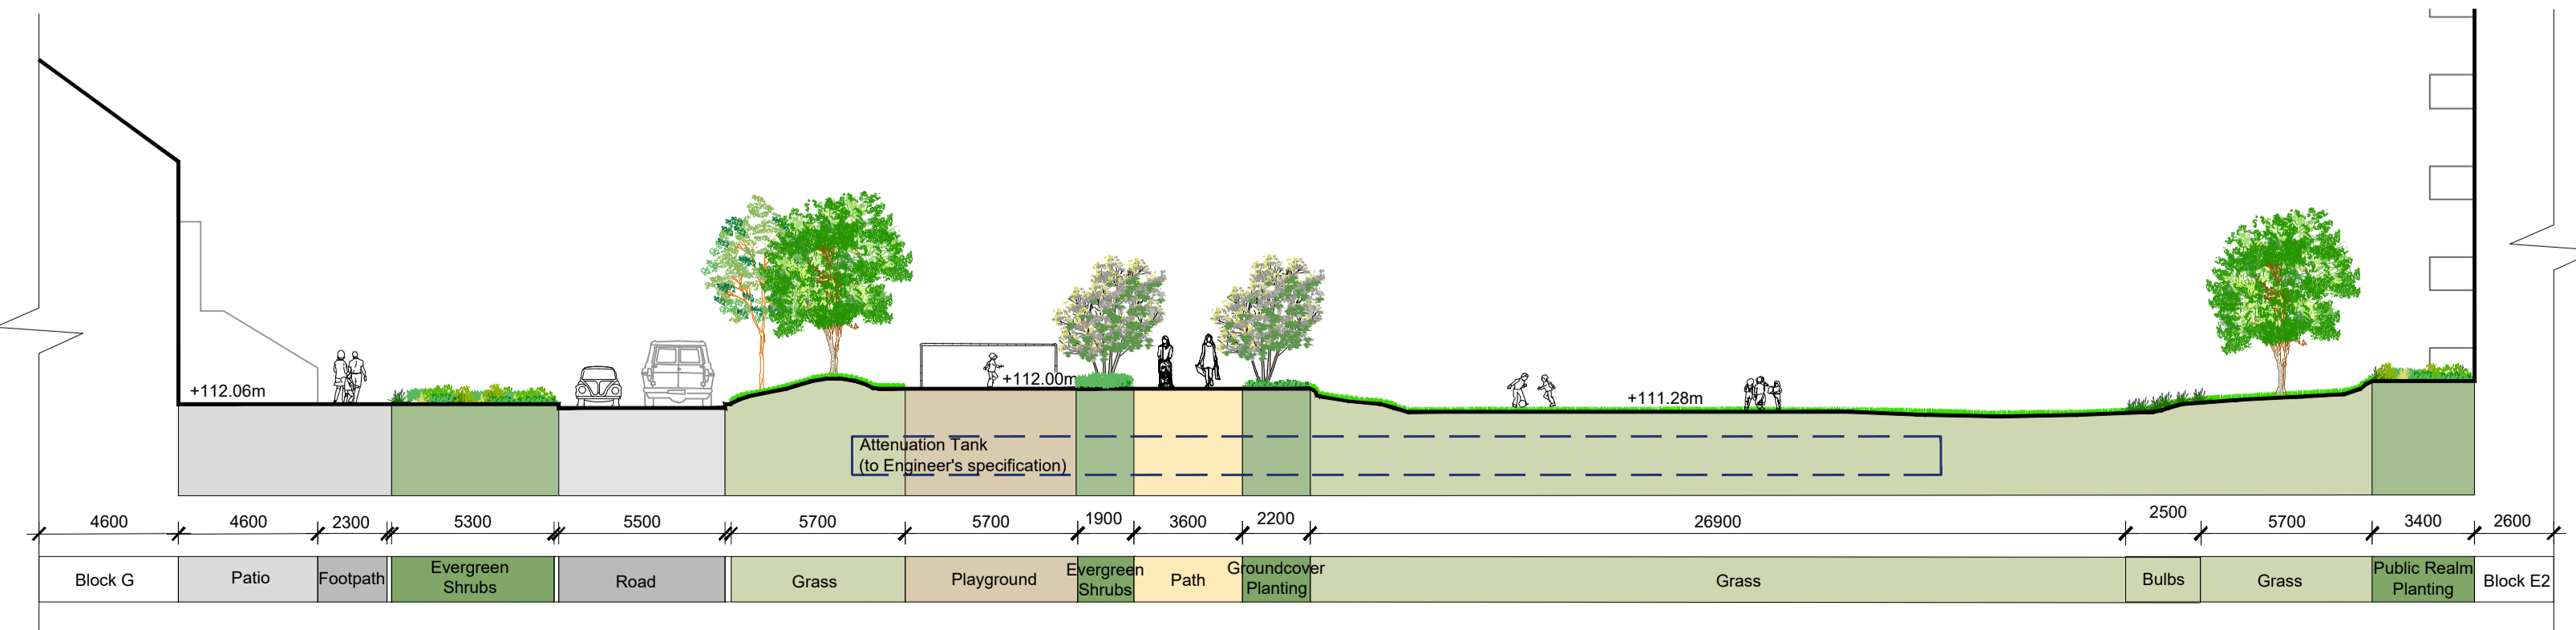 +112.06m
+112.00m
+111.28m
Attenuation Tank
(to Engineer's specification)
4600 4600 2300 5300 5500 5700 5700 1900 3600 2200 26900 2500 5700 3400 2600
Block G
Patio
Footpath
Evergreen
Shrubs
Road
Grass
Playground
Evergreen
Shrubs
Path
Groundcover
Planting
Grass
Bulbs
Grass
Public Realm
Planting
Block E2